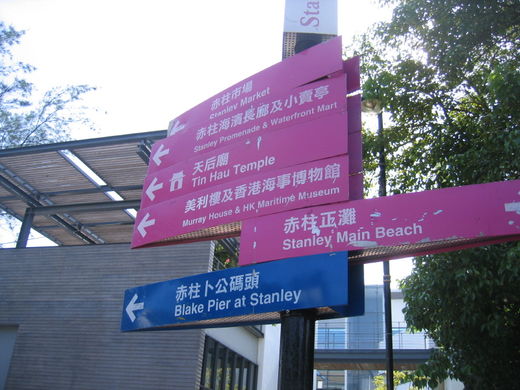 Sta
赤柱市場
Stanley Market
赤柱海濱長廊及小賣亭
Stanley Promenade & Waterfront Mart
天后廟
Tin Hau Temple
美利樓及香港海事博物館
Murray House & HK Maritime Museum
赤柱正灘
Stanley Main Beach
赤柱卜公碼頭
Blake Pier at Stanley